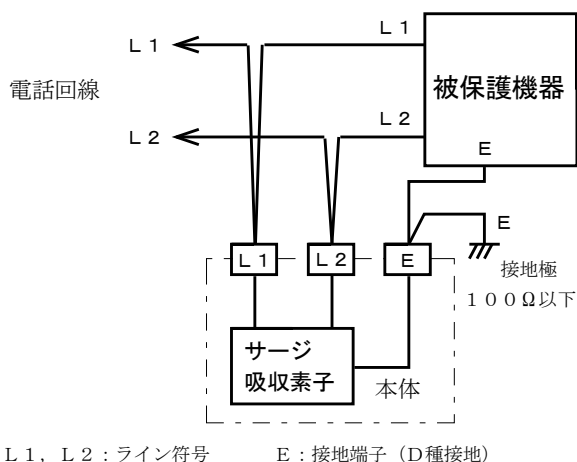 L1
L1
電話回線
被保護機器
L2
L2
E
E
L1
L2
E
接地極
100Ω以下
サージ
吸収素子
本体
L1,L2:ライン符号 E:接地端子(D種接地)